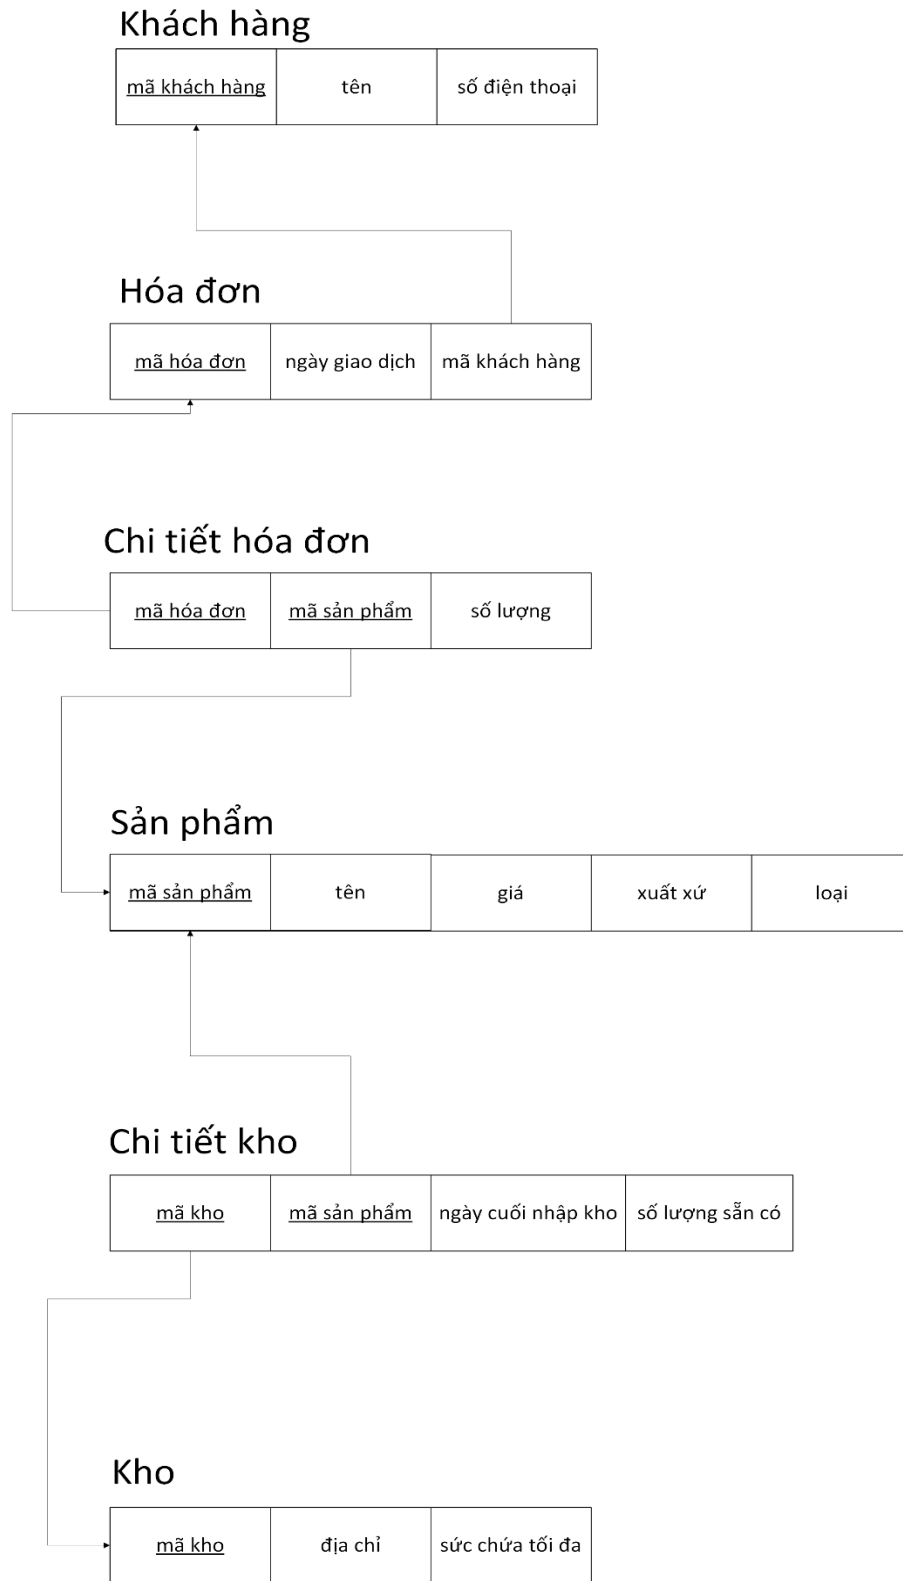 Khách hàng
mã khách hàng tên số điện thoại
Hóa đơn
mã hóa đơn ngày giao dịch mã khách hàng
Chi tiết hóa đơn
mã hóa đơn mã sản phẩm số lượng
Sản phẩm
mã sản phẩm tên giá xuất xứ loại
Chi tiết kho
mã kho mã sản phẩm ngày cuối nhập kho số lượng sẵn có
Kho
mã kho địa chỉ sức chứa tối đa